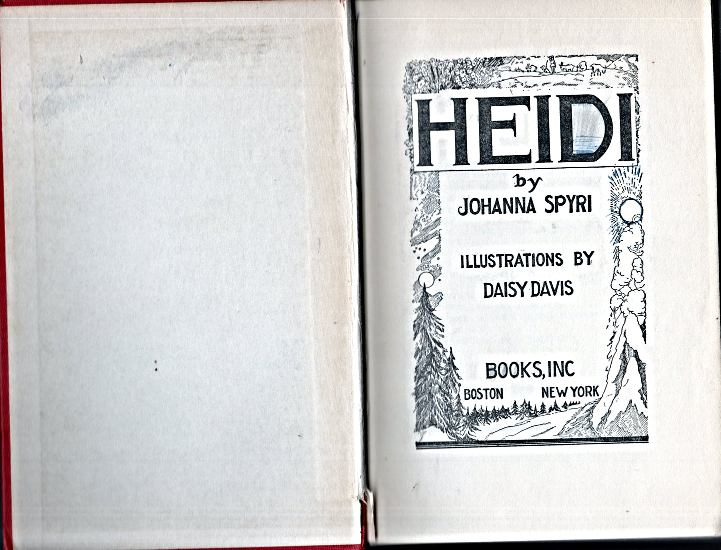 HEIDI
by
JOHANNA SPYRI
ILLUSTRATIONS BY
DAISY DAVIS
BOOKS, INC
BOSTON NEW YORK